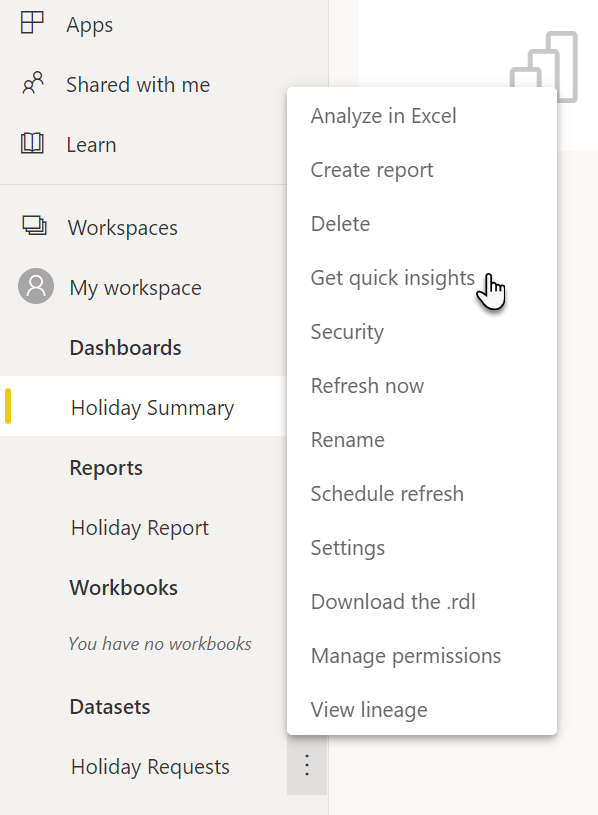 Apps
Shared with me
Learn
Workspaces
My workspace
Dashboards
Holiday Summary
Reports
Holiday Report
Workbooks
You have no workbooks
Datasets
Holiday Requests
Analyze in Excel
Create report
Delete
Get quick insights
Security
Refresh now
Rename
Schedule refresh
Settings
Download the .rdl
Manage permissions
View lineage